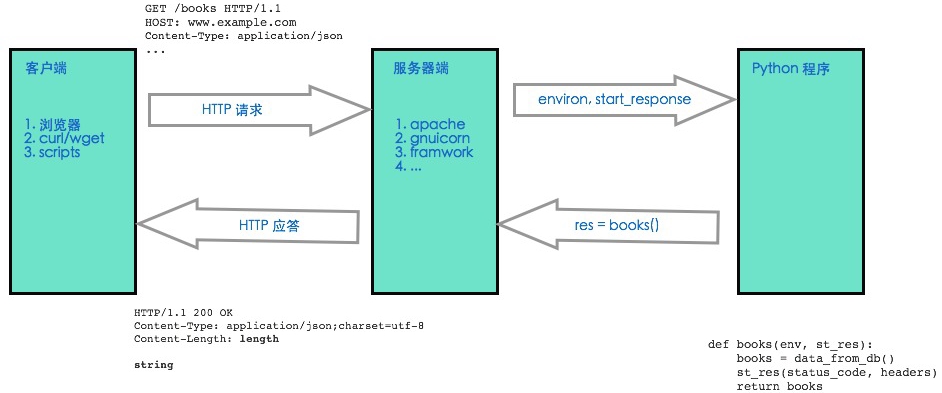 GET /books HTTP/1.1
HOST: www.example.com
Content-Type: application/json
...
客户端
1. 浏览器
2. curl/wget
3. scripts
HTTP 请求
HTTP 应答
服务器端
1. apache
2. gnuicorn
3. framwork
4. ...
environ, start_response
res = books()
Python 程序
HTTP/1.1 200 OK
Content-Type: application/json;charset=utf-8
Content-Length: length
string
def books(env, st_res):
    books = data_from_db()
    st_res(status_code, headers)
    return books